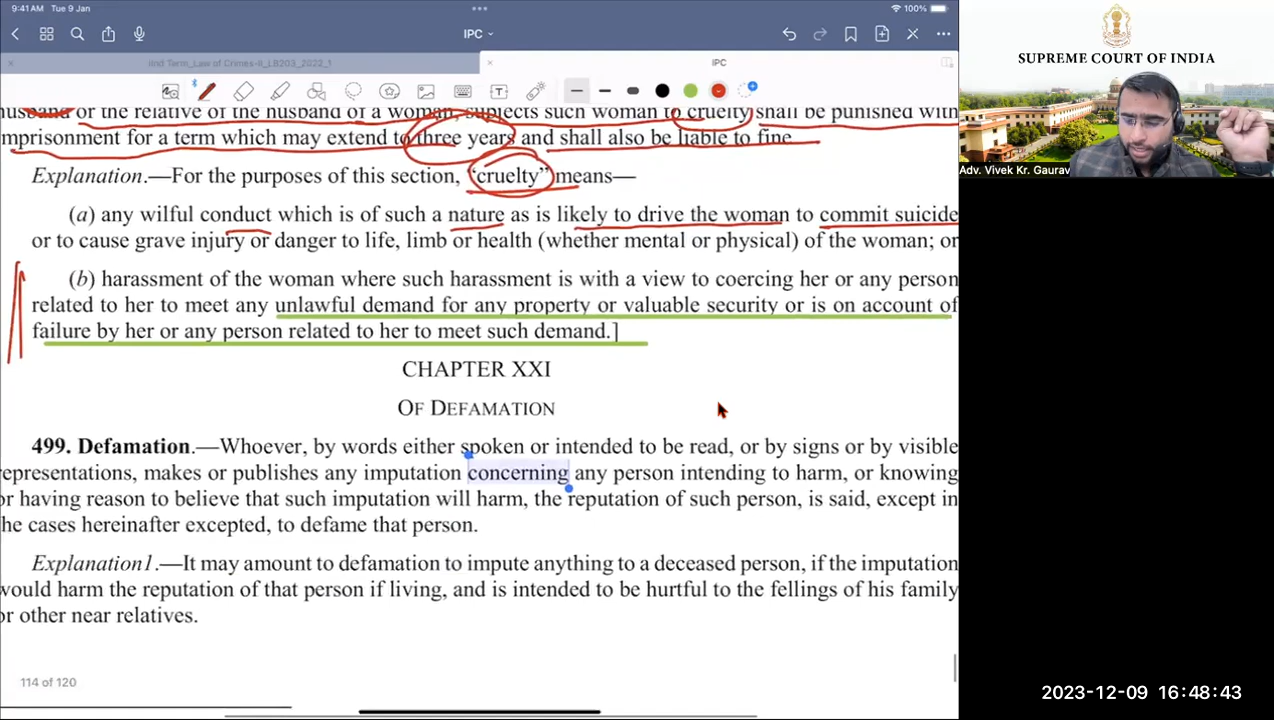 9:41 AM Tue 9 Jan
100%
IPC
IInd Term_Law of Crimes-II_LB203_2022_1
IPC
SUPREME COURT OF INDIA
Adv. Vivek Kr. Gaurav
husband or the relative of the husband of a woman, subjects such woman to cruelty shall be punished with
mprisonment for a term which may extend to three years and shall also be liable to fine.
Explanation.—For the purposes of this section, “cruelty” means—
(a) any wilful conduct which is of such a nature as is likely to drive the woman to commit suicide
or to cause grave injury or danger to life, limb or health (whether mental or physical) of the woman; or
(b) harassment of the woman where such harassment is with a view to coercing her or any person
related to her to meet any unlawful demand for any property or valuable security or is on account of
failure by her or any person related to her to meet such demand.]
CHAPTER XXI
OF DEFAMATION
499. Defamation.—Whoever, by words either spoken or intended to be read, or by signs or by visible
representations, makes or publishes any imputation concerning any person intending to harm, or knowing
or having reason to believe that such imputation will harm, the reputation of such person, is said, except in
he cases hereinafter excepted, to defame that person.
Explanation1.—It may amount to defamation to impute anything to a deceased person, if the imputation
would harm the reputation of that person if living, and is intended to be hurtful to the fellings of his family
or other near relatives.
114 of 120
2023-12-09 16:48:43